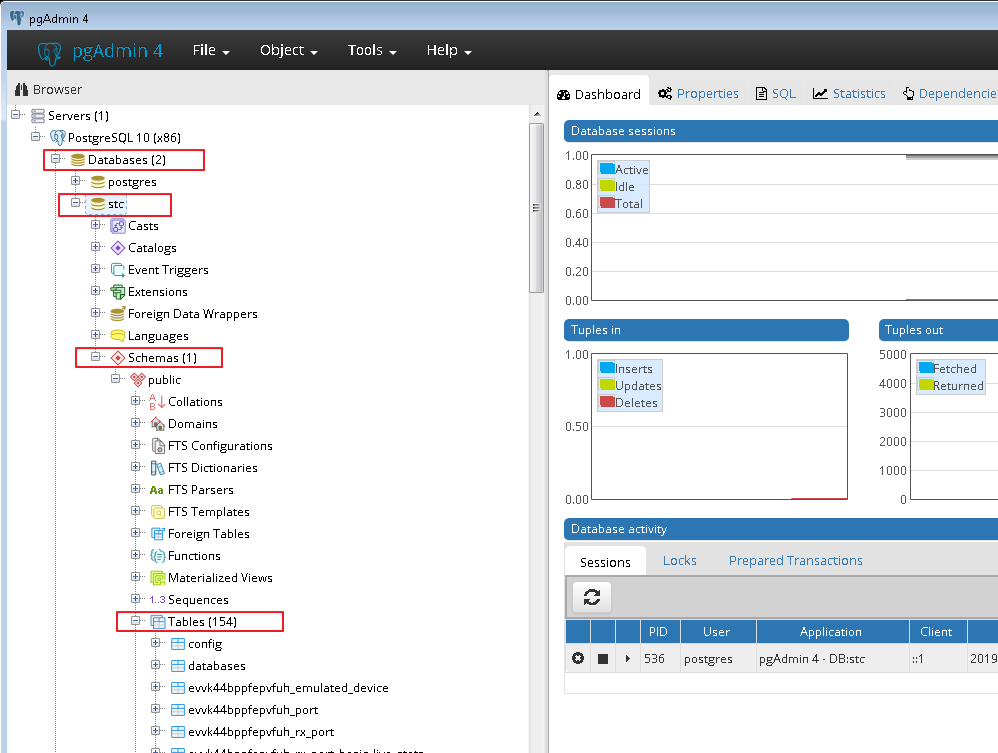 pgAdmin 4
pgAdmin 4 File Object Tools Help
Browser
Servers (1)
PostgreSQL 10 (x86)
Databases (2)
postgres
stc
Casts
Catalogs
Event Triggers
Extensions
Foreign Data Wrappers
Languages
Schemas (1)
public
Collations
Domains
FTS Configurations
FTS Dictionaries
Aa FTS Parsers
FTS Templates
Foreign Tables
Functions
Materialized Views
1..3 Sequences
Tables (154)
config
databases
evvk44bppfepvfuh_emulated_device
evvk44bppfepvfuh_port
evvk44bppfepvfuh_rx_port
Dashboard Properties SQL Statistics Dependencie
Database sessions
1.00
0.80
0.60
0.40
0.20
0.00
Active
Idle
Total
Tuples in
1.00
0.50
0.00
Inserts
Updates
Deletes
Tuples out
5000
4000
3000
2000
1000
0
Fetched
Returned
Database activity
Sessions Locks Prepared Transactions
PID User Application Client
536 postgres pgAdmin 4 - DB:stc ::1 2019